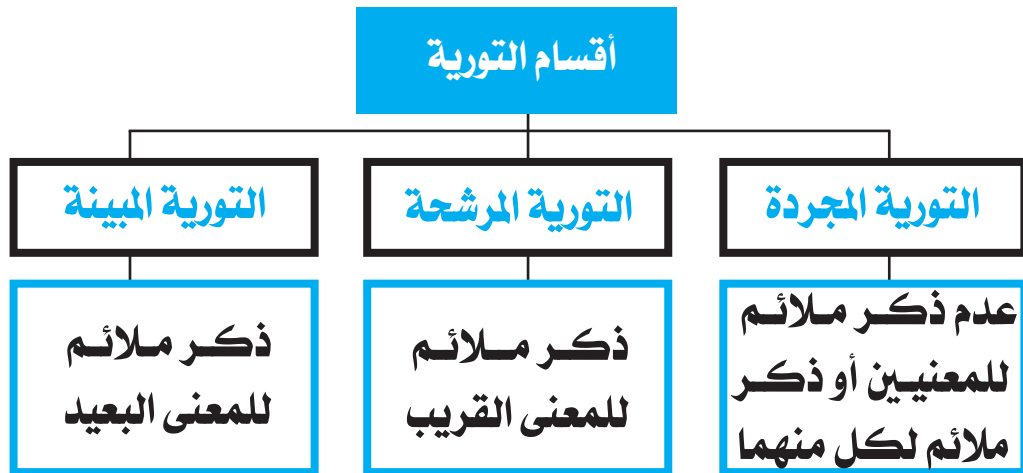 أقسام التورية
التورية المجردة
عدم ذكر ملائم
للمعنيين أو ذكر
ملائم لكل منهما
التورية المرشحة
ذكر ملائم
للمعنى القريب
التورية المبينة
ذكر ملائم
للمعنى البعيد